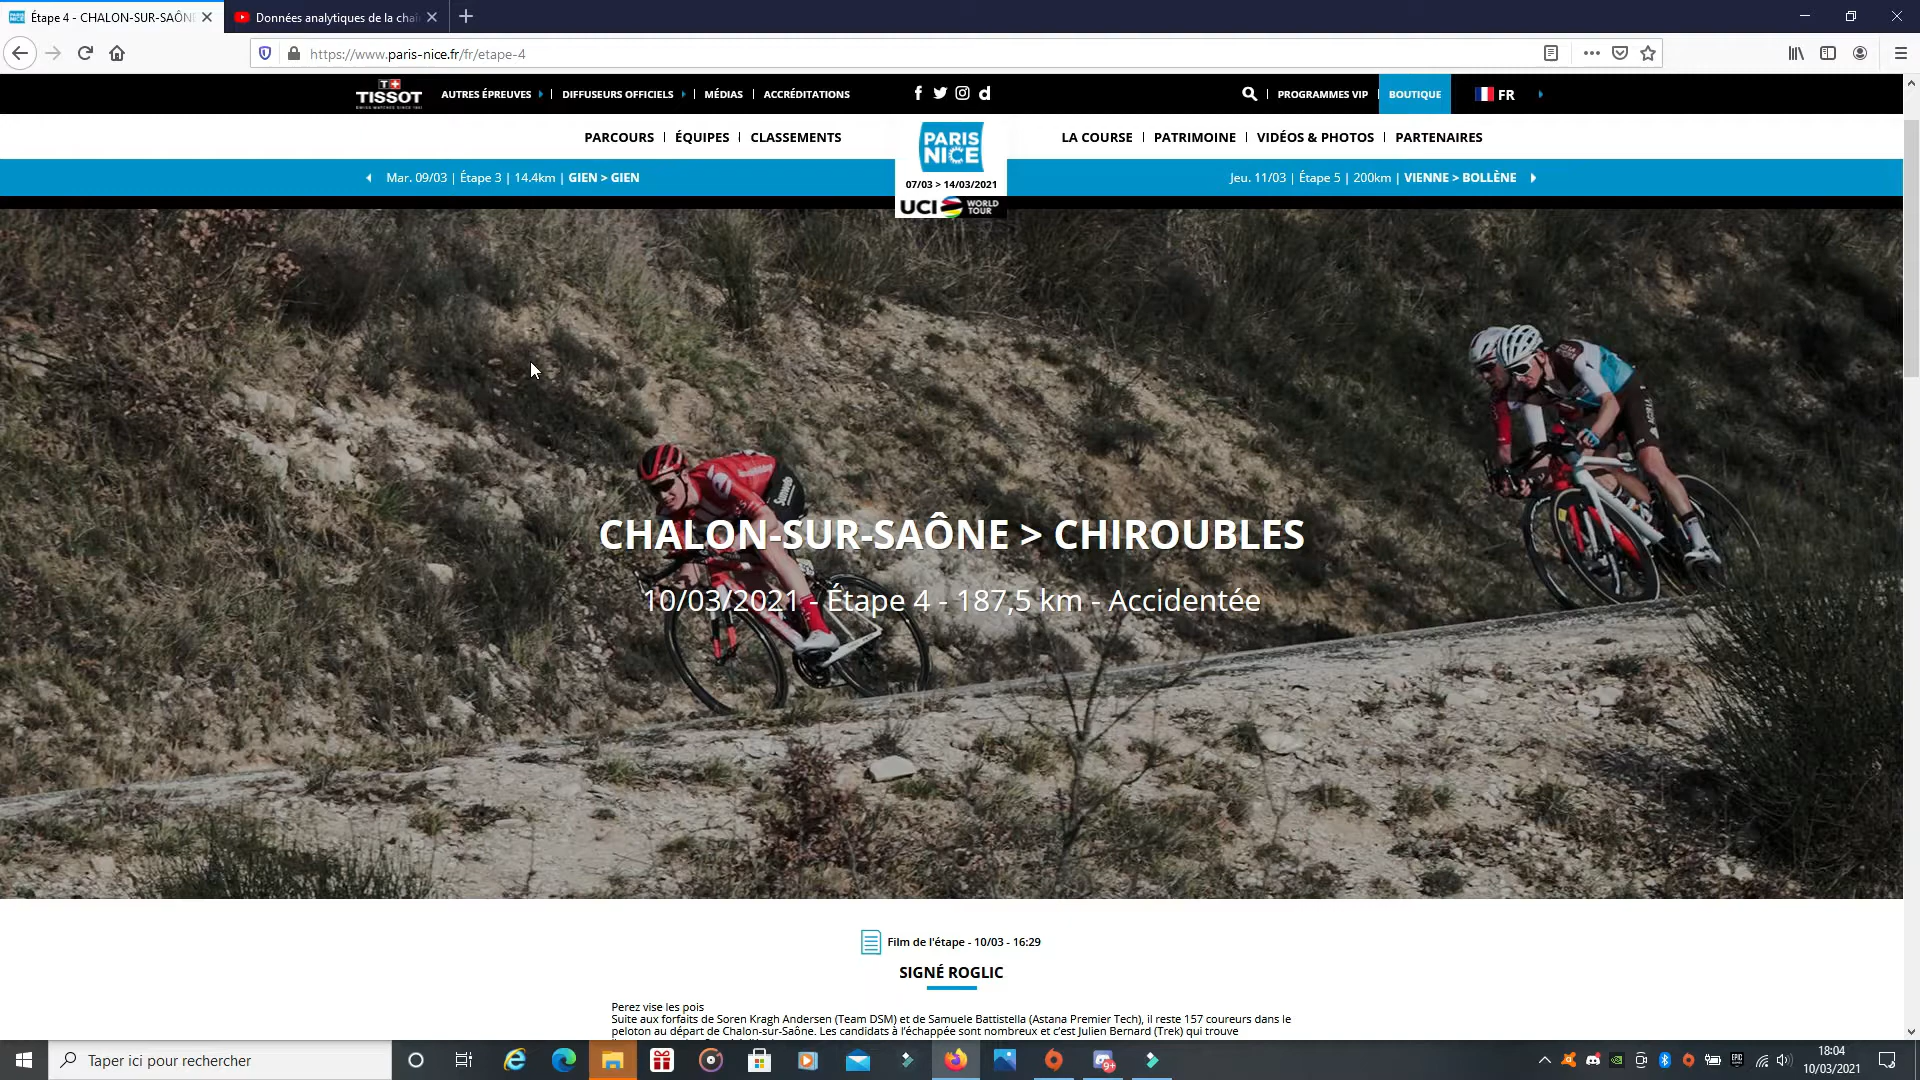 Étape 4 - CHALON-SUR-SAÔNE
Données analytiques de la chaî
https://www.paris-nice.fr/fr/etape-4
TISSOT
AUTRES ÉPREUVES
DIFFUSEURS OFFICIELS
MÉDIAS
ACCRÉDITATIONS
PROGRAMMES VIP
BOUTIQUE
FR
PARCOURS
ÉQUIPES
CLASSEMENTS
PARIS
NICE
07/03 > 14/03/2021
UCI WORLD TOUR
LA COURSE
PATRIMOINE
VIDÉOS & PHOTOS
PARTENAIRES
Mar. 09/03 | Étape 3 | 14.4km | GIEN > GIEN
Jeu. 11/03 | Étape 5 | 200km | VIENNE > BOLLÈNE
CHALON-SUR-SAÔNE > CHIROUBLES
10/03/2021 - Étape 4 - 187,5 km - Accidentée
Film de l'étape - 10/03 - 16:29
SIGNÉ ROGLIC
Perez vise les pois
Suite aux forfaits de Soren Kragh Andersen (Team DSM) et de Samuele Battistella (Astana Premier Tech), il reste 157 coureurs dans le
peloton au départ de Chalon-sur-Saône. Les candidats à l'échappée sont nombreux et c'est Julien Bernard (Trek) qui trouve
Taper ici pour rechercher
18:04
10/03/2021